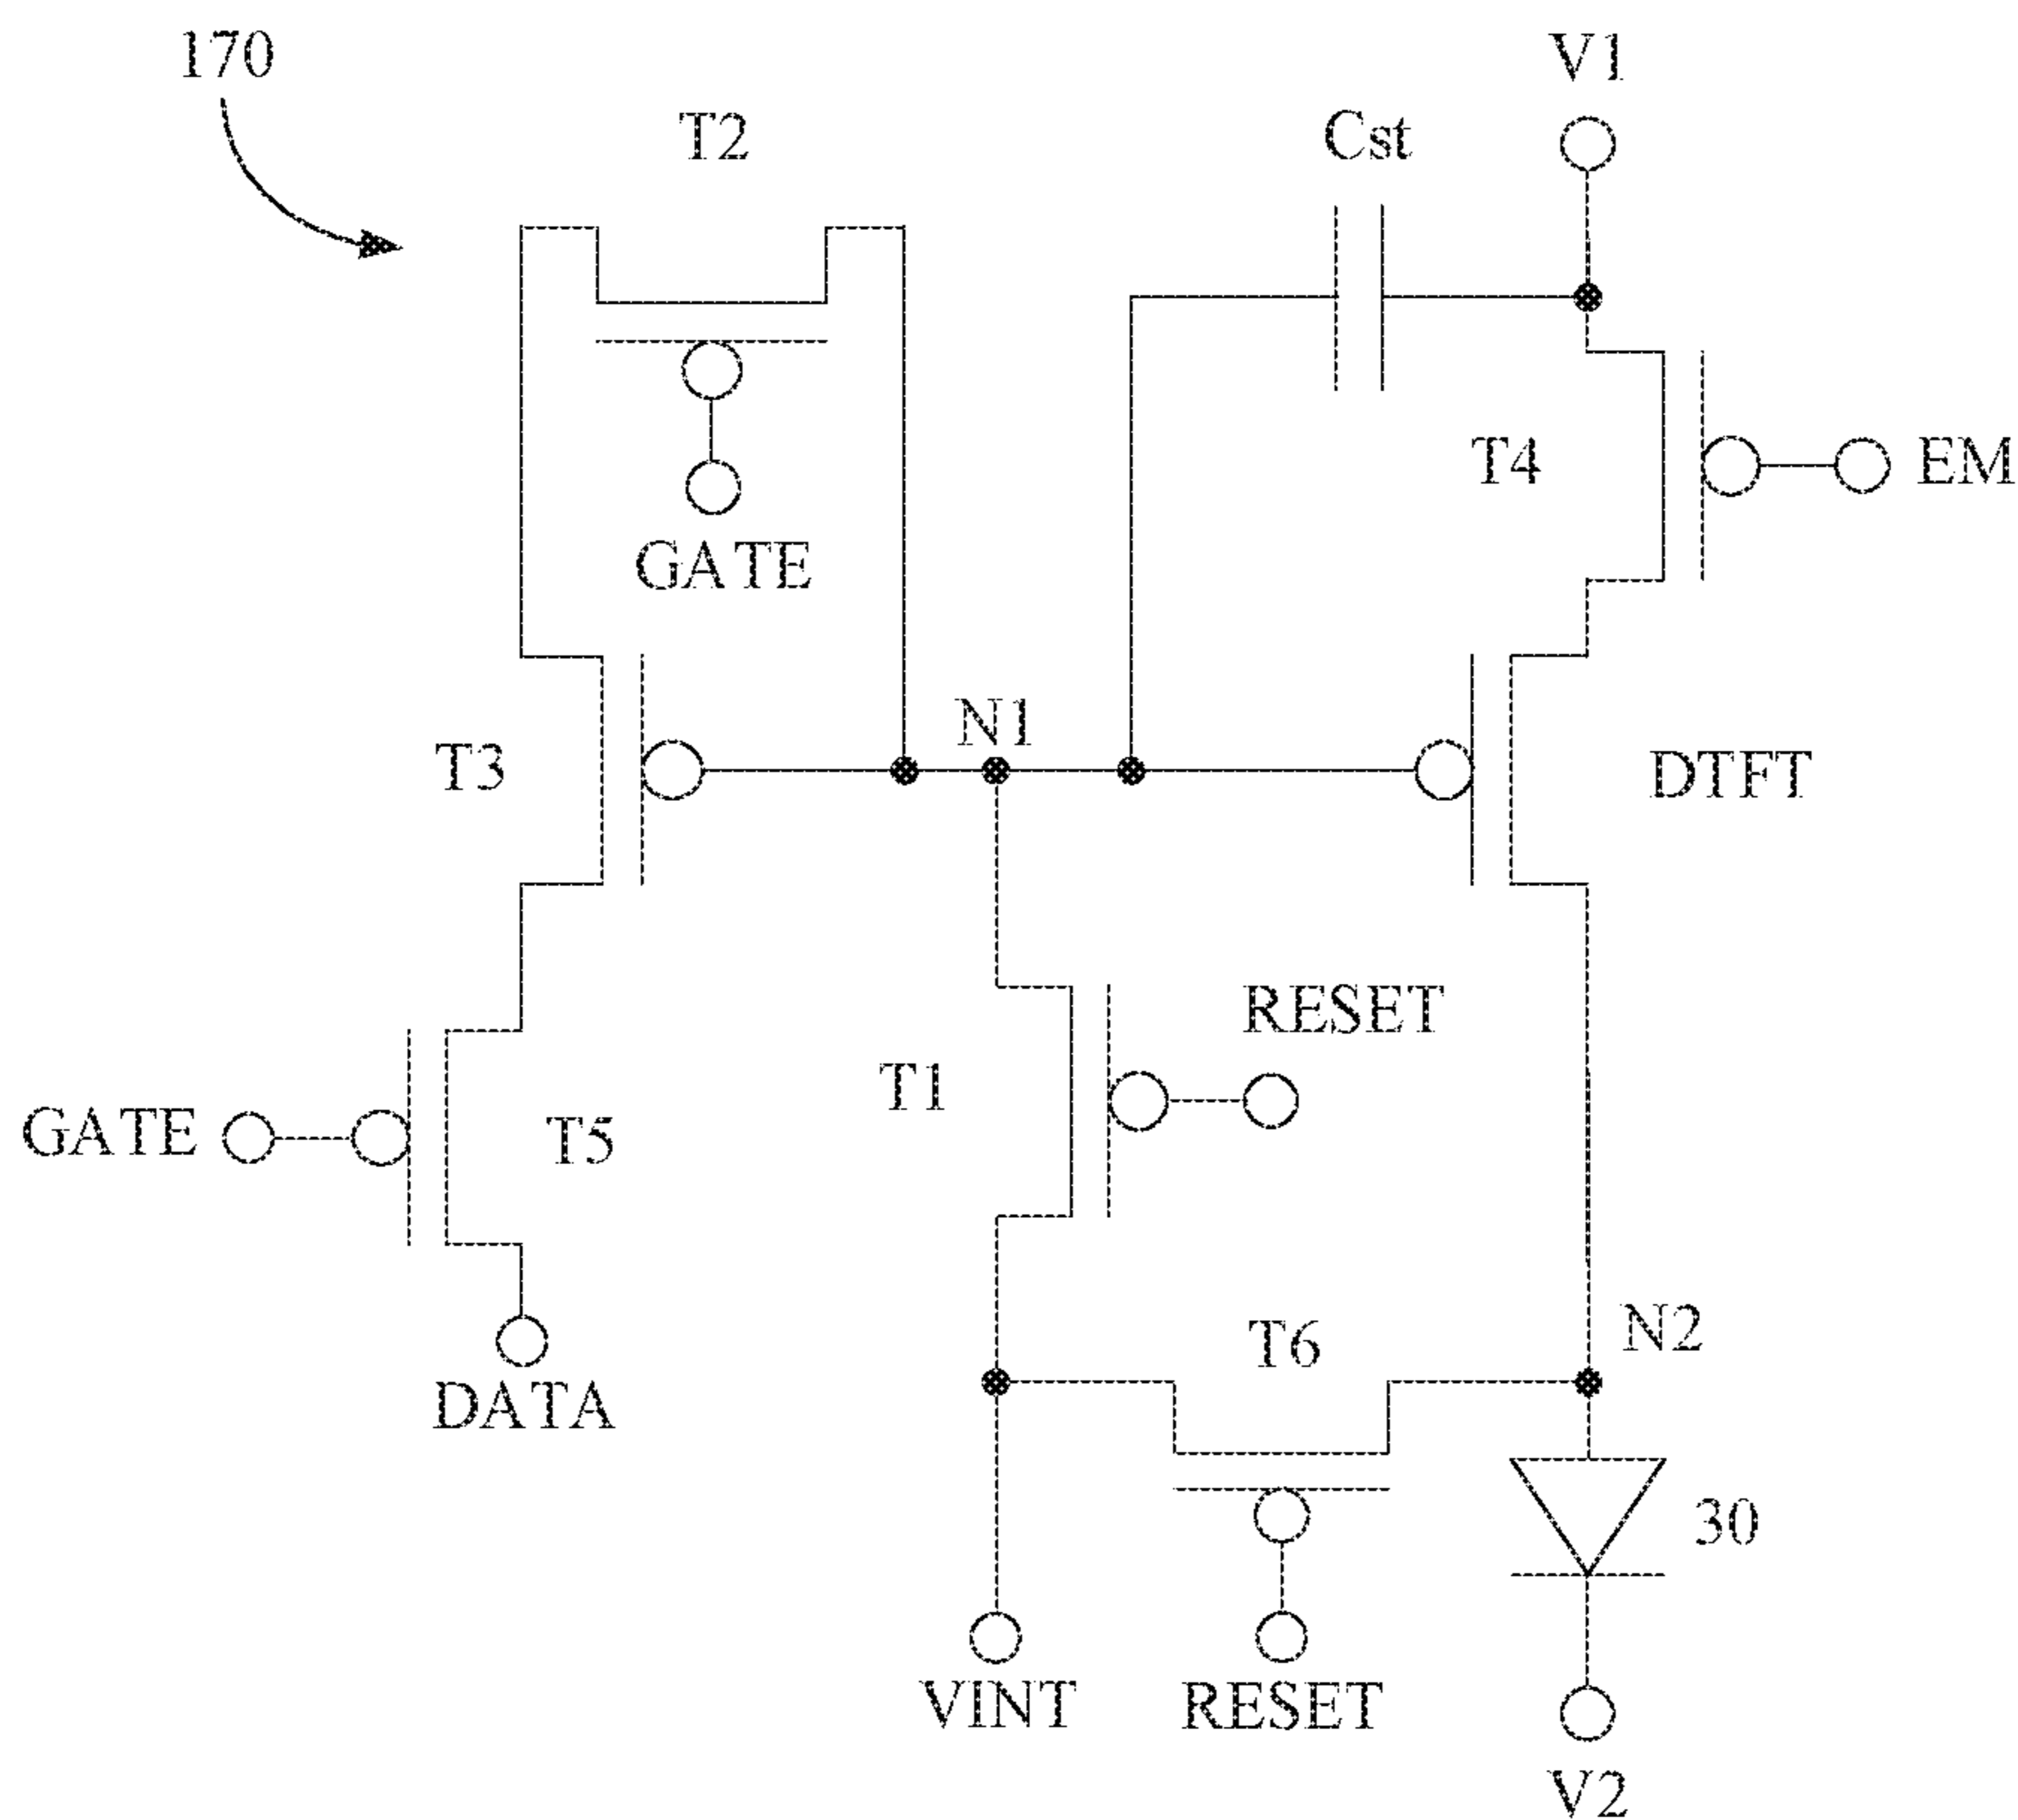 170
V1
T2
Cst
T4
EM
GATE
N1
T3
DTFT
RESET
T1
GATE
T5
N2
T6
DATA
30
VINT
RESET
V2